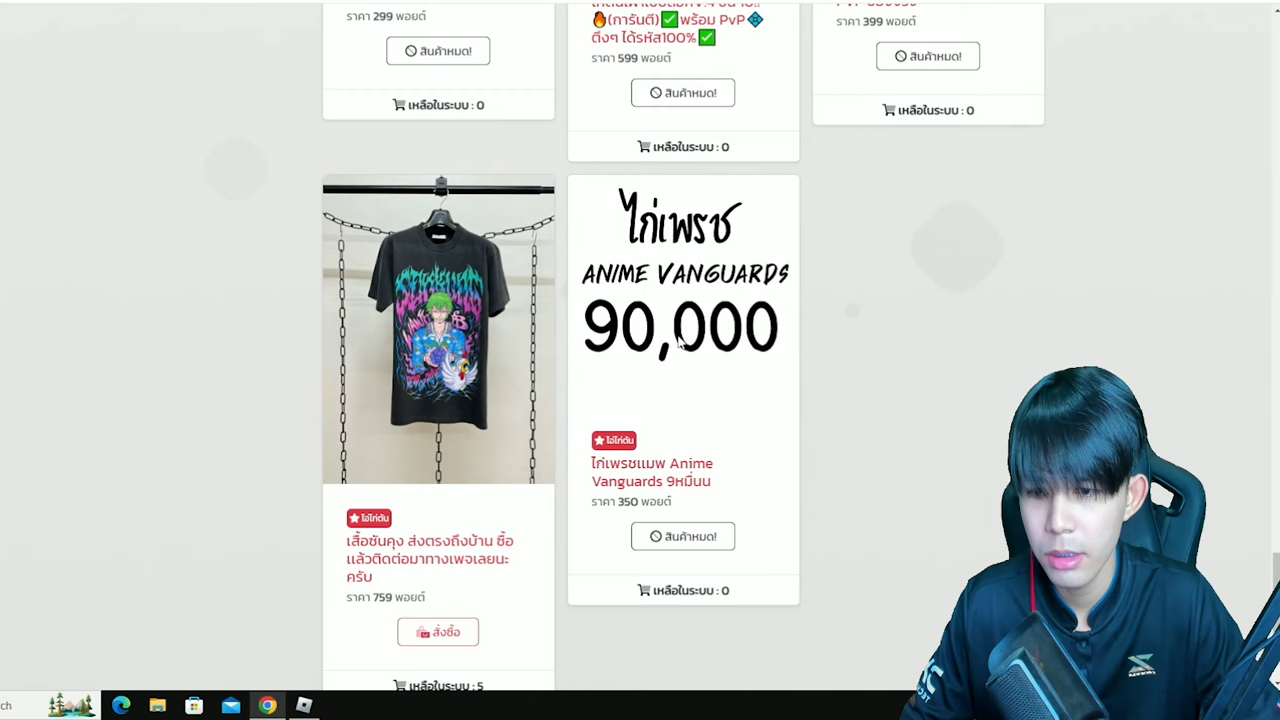 ราคา 299 พอยต์
สินค้าหมด!
เหลือในระบบ : 0
🔥(การันตี)✅พร้อม PvP💠
ตึงๆ ได้รหัส100%✅
ราคา 599 พอยต์
สินค้าหมด!
เหลือในระบบ : 0
ราคา 399 พอยต์
สินค้าหมด!
เหลือในระบบ : 0
ไอ้ไก่ตัน
เสื้อซันคุง ส่งตรงถึงบ้าน ซื้อ
แล้วติดต่อมาทางเพจเลยนะ
ครับ
ราคา 759 พอยต์
สั่งซื้อ
เหลือในระบบ : 5
ไก่เพรช
ANIME VANGUARDS
90,000
ไอ้ไก่ตัน
ไก่เพรชแมพ Anime
Vanguards 9หมื่นน
ราคา 350 พอยต์
สินค้าหมด!
เหลือในระบบ : 0
rch